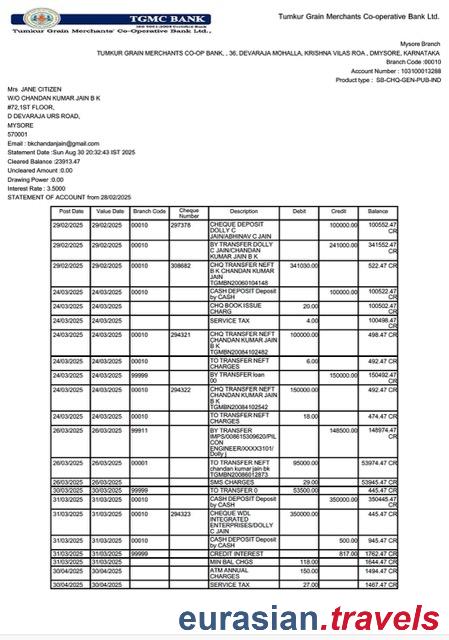 TGMC BANK
(ISO 9001:2008 Certified Bank)
Tumkur Grain Merchants' Co-Operative Bank Ltd.,
Tumkur Grain Merchants Co-operative Bank Ltd.
Mysore Branch
TUMKUR GRAIN MERCHANTS CO-OP BANK, , 36, DEVARAJA MOHALLA, KRISHNA VILAS ROA , DMYSORE, KARNATAKA
Branch Code :00010
Account Number : 103100013288
Product type : SB-CHQ-GEN-PUB-IND
Mrs JANE CITIZEN
W/O CHANDAN KUMAR JAIN B K
#72,1ST FLOOR,
D DEVARAJA URS ROAD,
MYSORE
570001
Email : bkchandanjain@gmail.com
Statement Date :Sun Aug 30 20:32:43 IST 2025
Cleared Balance :23913.47
Uncleared Amount :0.00
Drawing Power :0.00
Interest Rate : 3.5000
STATEMENT OF ACCOUNT from 28/02/2025
Post Date Value Date Branch Code Cheque Number Description Debit Credit Balance
29/02/2025 29/02/2025 00010 297378 CHEQUE DEPOSIT DOLLY C JAIN/ABHINAV C JAIN 100000.00 100552.47 CR
29/02/2025 29/02/2025 00010 BY TRANSFER DOLLY C JAIN/CHANDAN KUMAR JAIN B K 241000.00 341552.47 CR
29/02/2025 29/02/2025 00010 308682 CHQ TRANSFER NEFT B K CHANDAN KUMAR JAIN TGMBN20060104148 341030.00 522.47 CR
24/03/2025 24/03/2025 00010 CASH DEPOSIT Deposit by CASH 100000.00 100522.47 CR
24/03/2025 24/03/2025 00010 CHQ BOOK ISSUE CHARG 20.00 100502.47 CR
24/03/2025 24/03/2025 00010 SERVICE TAX 4.00 100498.47 CR
24/03/2025 24/03/2025 00010 294321 CHQ TRANSFER NEFT CHANDAN KUMAR JAIN B K TGMBN20084102482 100000.00 498.47 CR
24/03/2025 24/03/2025 00010 TO TRANSFER NEFT CHARGES 6.00 492.47 CR
24/03/2025 24/03/2025 99999 BY TRANSFER loan 00 150000.00 150492.47 CR
24/03/2025 24/03/2025 00010 294322 CHQ TRANSFER NEFT CHANDAN KUMAR JAIN B K TGMBN20084102542 150000.00 492.47 CR
24/03/2025 24/03/2025 00010 TO TRANSFER NEFT CHARGES 18.00 474.47 CR
26/03/2025 26/03/2025 99911 BY TRANSFER IMPS/008615309620/PIL CON ENGINEER/XXXX3101/ Dolly j 148500.00 148974.47 CR
26/03/2025 26/03/2025 00001 TO TRANSFER NEFT chandan kumar jain bk TGMBN20086012873 95000.00 53974.47 CR
26/03/2025 26/03/2025 SMS CHARGES 29.00 53945.47 CR
30/03/2025 30/03/2025 99999 TO TRANSFER 0 53500.00 445.47 CR
31/03/2025 31/03/2025 00010 CASH DEPOSIT Deposit by CASH 350000.00 350445.47 CR
31/03/2025 31/03/2025 00010 294323 CHEQUE WDL INTEGRATED ENTERPRISES/DOLLY C JAIN 350000.00 445.47 CR
31/03/2025 31/03/2025 00010 CASH DEPOSIT Deposit by CASH 500.00 945.47 CR
31/03/2025 31/03/2025 99999 CREDIT INTEREST 817.00 1762.47 CR
31/03/2025 31/03/2025 MIN BAL CHGS 118.00 1644.47 CR
30/04/2025 30/04/2025 ATM ANNUAL CHARGES 150.00 1494.47 CR
30/04/2025 30/04/2025 SERVICE TAX 27.00 1467.47 CR
eurasian.travels